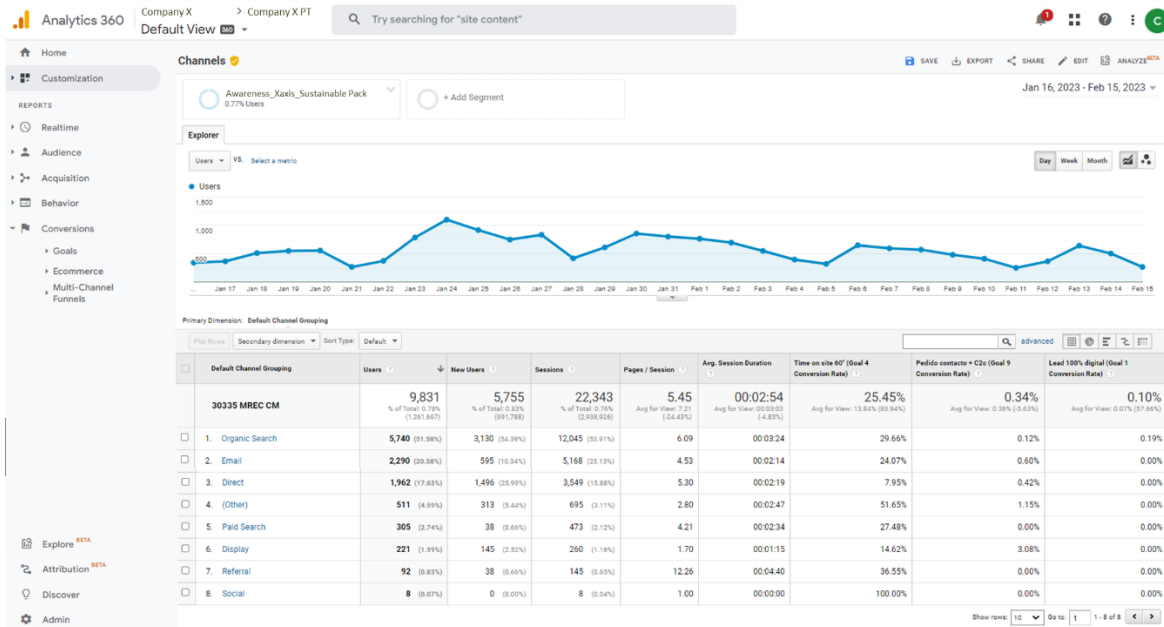 Analytics 360
Company X > Company X PT
Default View 360
Try searching for "site content"
1
C
Home
Customization
REPORTS
Realtime
Audience
Acquisition
Behavior
Conversions
Goals
Ecommerce
Multi-Channel
Funnels
Explore BETA
Attribution BETA
Discover
Admin
Channels
SAVE EXPORT SHARE EDIT ANALYZE BETA
Awareness_Xaxis_Sustainable Pack
0.77% Users
+ Add Segment
Jan 16, 2023 - Feb 15, 2023
Explorer
Users VS. Select a metric
Day Week Month
Users
1,500
1,000
500
... Jan 17 Jan 18 Jan 19 Jan 20 Jan 21 Jan 22 Jan 23 Jan 24 Jan 25 Jan 26 Jan 27 Jan 28 Jan 29 Jan 30 Jan 31 Feb 1 Feb 2 Feb 3 Feb 4 Feb 5 Feb 6 Feb 7 Feb 8 Feb 9 Feb 10 Feb 11 Feb 12 Feb 13 Feb 14 Feb 15
Primary Dimension: Default Channel Grouping
Plot Rows Secondary dimension Sort Type: Default advanced
Default Channel Grouping Users New Users Sessions Pages / Session Avg. Session Duration Time on site 60" (Goal 4 Conversion Rate) Pedido contacto + C2c (Goal 9 Conversion Rate) Lead 100% digital (Goal 1 Conversion Rate)
30335 MREC CM
9,831 5,755 22,343 5.45 00:02:54 25.45% 0.34% 0.10%
% of Total: 0.78% % of Total: 0.83% % of Total: 0.76% Avg for View: 7.21 Avg for View: 00:03:03 Avg for View: 13.84% (83.94%) Avg for View: 0.36% (-5.63%) Avg for View: 0.07% (57.66%)
(1,261,667) (691,788) (2,938,926) (-24.43%) (-4.83%)
1. Organic Search 5,740 (51.58%) 3,130 (54.39%) 12,045 (53.91%) 6.09 00:03:24 29.66% 0.12% 0.19%
2. Email 2,290 (20.58%) 595 (10.34%) 5,168 (23.13%) 4.53 00:02:14 24.07% 0.60% 0.00%
3. Direct 1,962 (17.63%) 1,496 (25.99%) 3,549 (15.88%) 5.30 00:02:19 7.95% 0.42% 0.00%
4. (Other) 511 (4.59%) 313 (5.44%) 695 (3.11%) 2.80 00:02:47 51.65% 1.15% 0.00%
5. Paid Search 305 (2.74%) 38 (0.66%) 473 (2.12%) 4.21 00:02:34 27.48% 0.00% 0.00%
6. Display 221 (1.99%) 145 (2.52%) 260 (1.16%) 1.70 00:01:15 14.62% 3.08% 0.00%
7. Referral 92 (0.83%) 38 (0.66%) 145 (0.65%) 12.26 00:04:40 36.55% 0.00% 0.00%
8. Social 8 (0.07%) 0 (0.00%) 8 (0.04%) 1.00 00:00:00 100.00% 0.00% 0.00%
Show rows: 10 Go to: 1 1 - 8 of 8